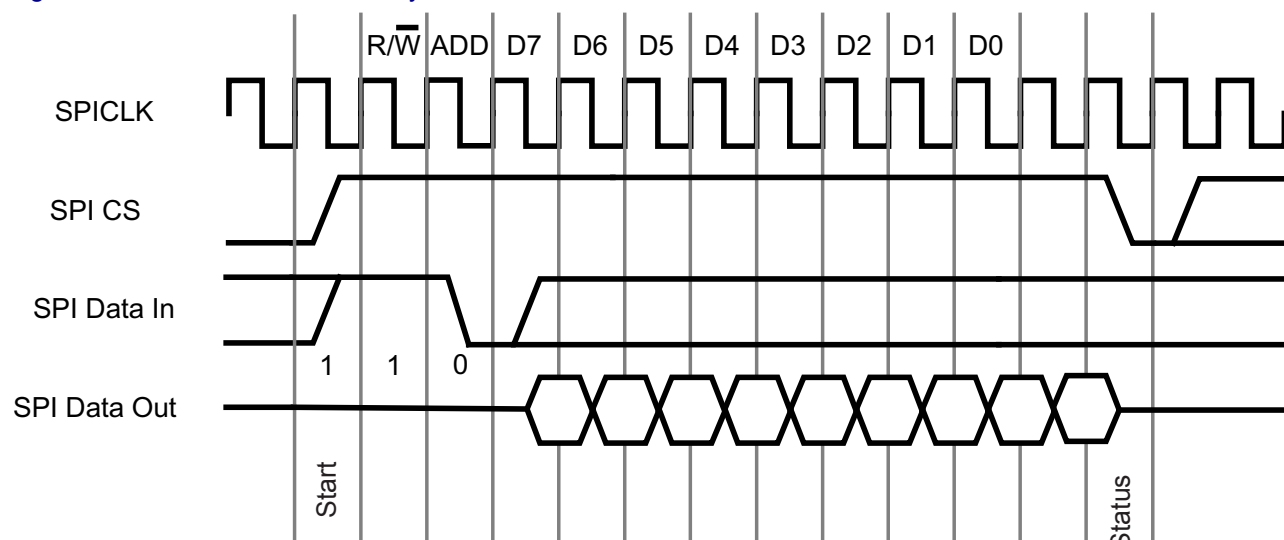 R/W̅ ADD D7 D6 D5 D4 D3 D2 D1 D0
SPICLK
SPI CS
SPI Data In
1 1 0
SPI Data Out
Start
Status